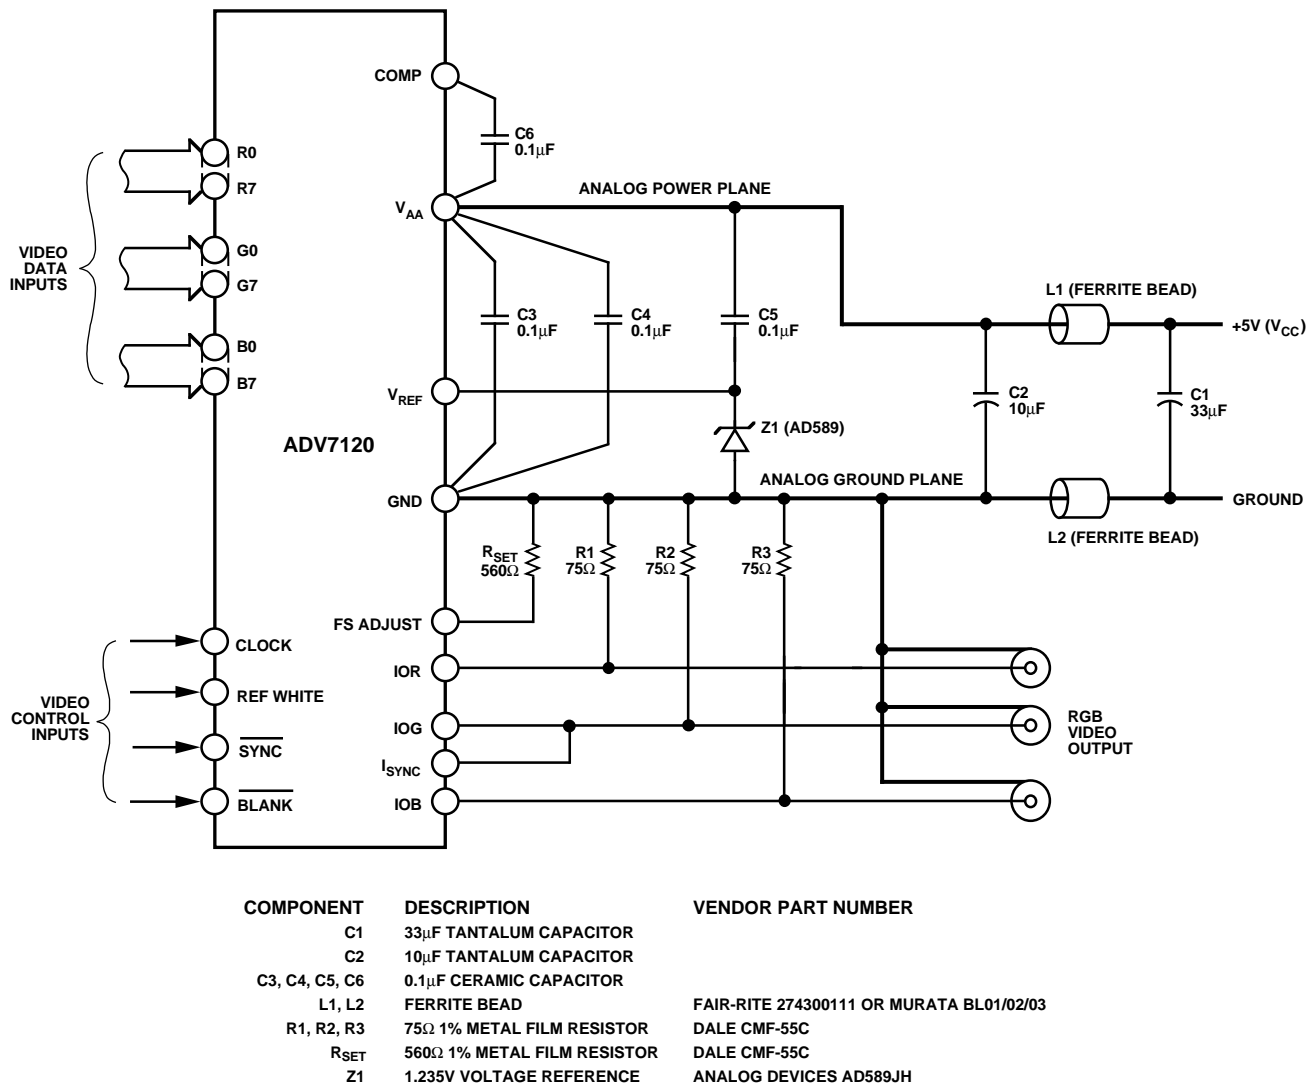 COMP
C6
0.1µF
R0
R7
ANALOG POWER PLANE
VAA
VIDEO
DATA
INPUTS
G0
G7
L1 (FERRITE BEAD)
C3
0.1µF
C4
0.1µF
C5
0.1µF
+5V (VCC)
B0
B7
VREF
C2
10µF
C1
33µF
ADV7120
Z1 (AD589)
ANALOG GROUND PLANE
GND
GROUND
L2 (FERRITE BEAD)
RSET
560Ω
R1
75Ω
R2
75Ω
R3
75Ω
FS ADJUST
CLOCK
IOR
REF WHITE
VIDEO
CONTROL
INPUTS
IOG
RGB
VIDEO
OUTPUT
SYNC
ISYNC
BLANK
IOB
COMPONENT DESCRIPTION VENDOR PART NUMBER
C1 33µF TANTALUM CAPACITOR
C2 10µF TANTALUM CAPACITOR
C3, C4, C5, C6 0.1µF CERAMIC CAPACITOR
L1, L2 FERRITE BEAD FAIR-RITE 274300111 OR MURATA BL01/02/03
R1, R2, R3 75Ω 1% METAL FILM RESISTOR DALE CMF-55C
RSET 560Ω 1% METAL FILM RESISTOR DALE CMF-55C
Z1 1.235V VOLTAGE REFERENCE ANALOG DEVICES AD589JH